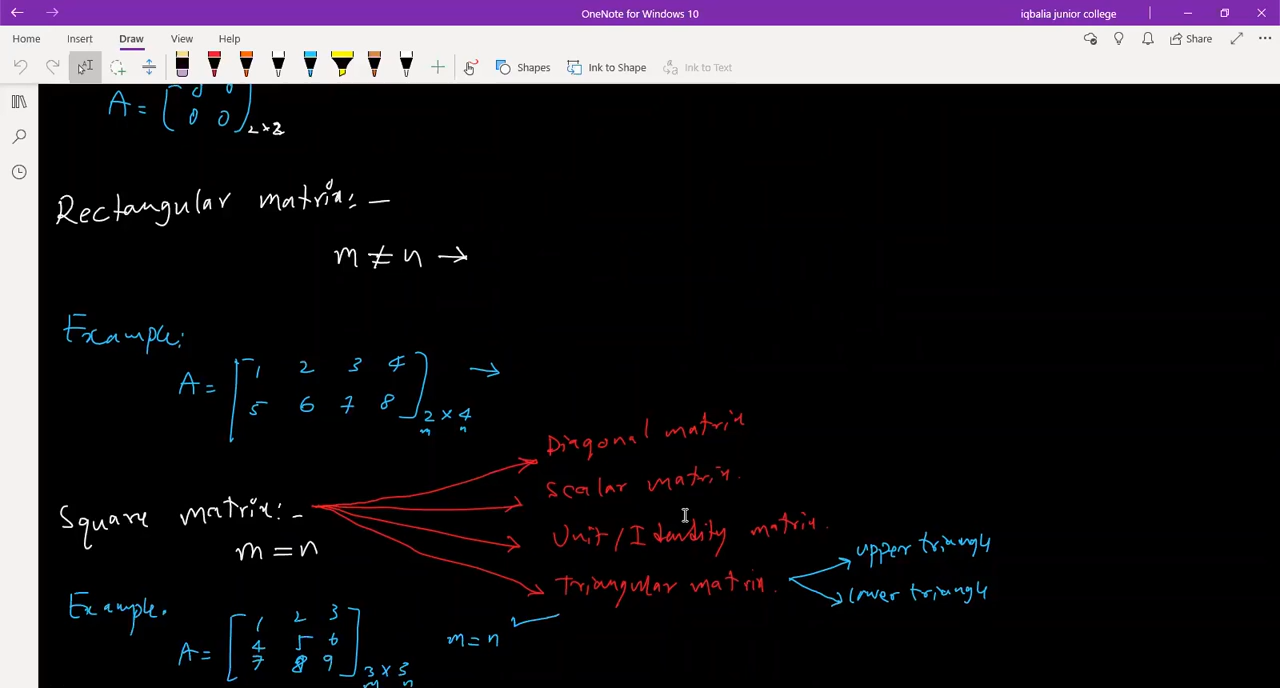 OneNote for Windows 10
iqbalia junior college
Home Insert Draw View Help
Share
Shapes
Ink to Shape
Ink to Text
A = [0 0
0 0] 2×2
Rectangular matrix:-
m ≠ n →
Example:
A = [1 2 3 4
5 6 7 8] 2 × 4 →
m n
Diagonal matrix
Scalar matrix.
Square matrix:-
Unit/Identity matrix.
m = n
Triangular matrix.
upper triangle
lower triangle
Example.
A = [1 2 3
4 5 6
7 8 9] 3 × 3
m n
m = n